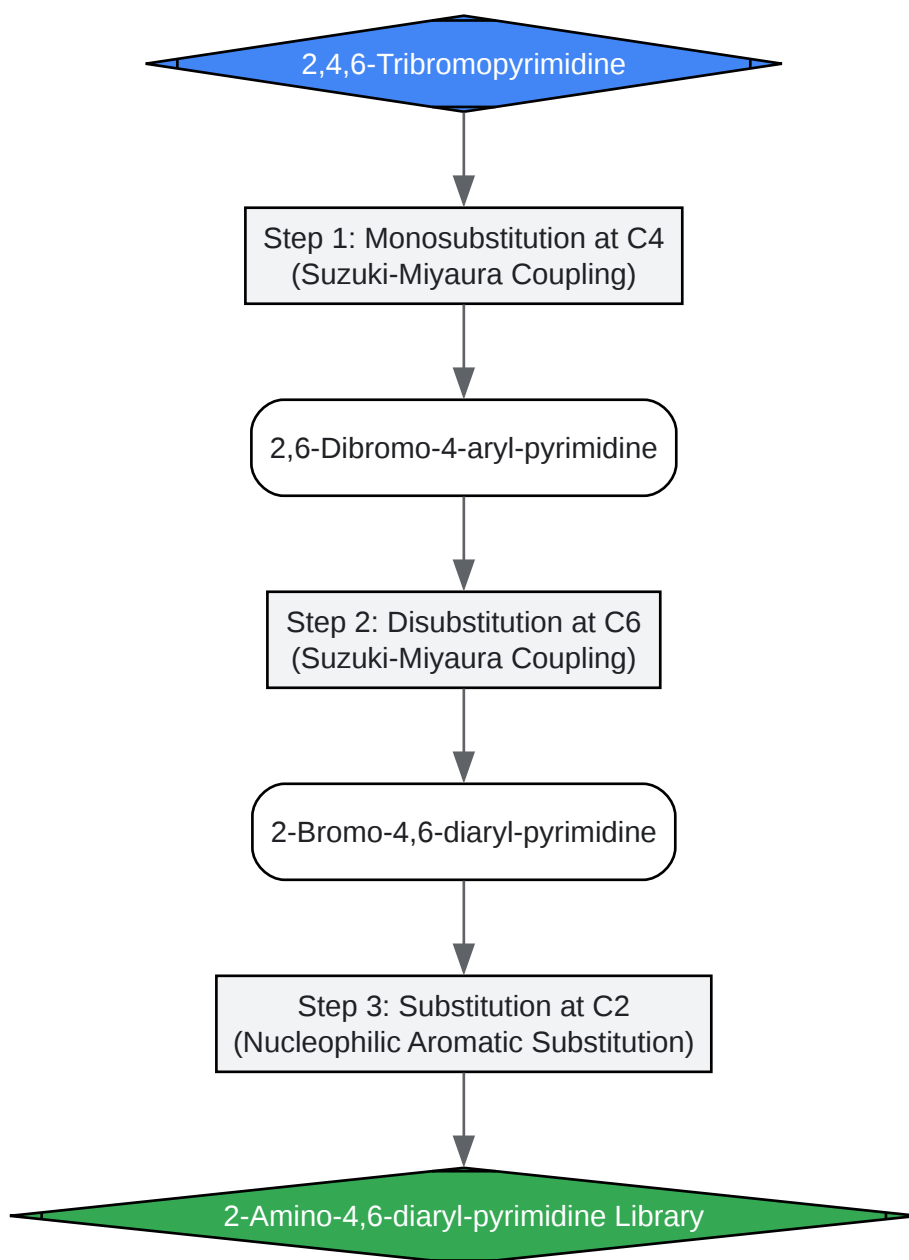 2,4,6-Tribromopyrimidine
Step 1: Monosubstitution at C4
(Suzuki-Miyaura Coupling)
2,6-Dibromo-4-aryl-pyrimidine
Step 2: Disubstitution at C6
(Suzuki-Miyaura Coupling)
2-Bromo-4,6-diaryl-pyrimidine
Step 3: Substitution at C2
(Nucleophilic Aromatic Substitution)
2-Amino-4,6-diaryl-pyrimidine Library